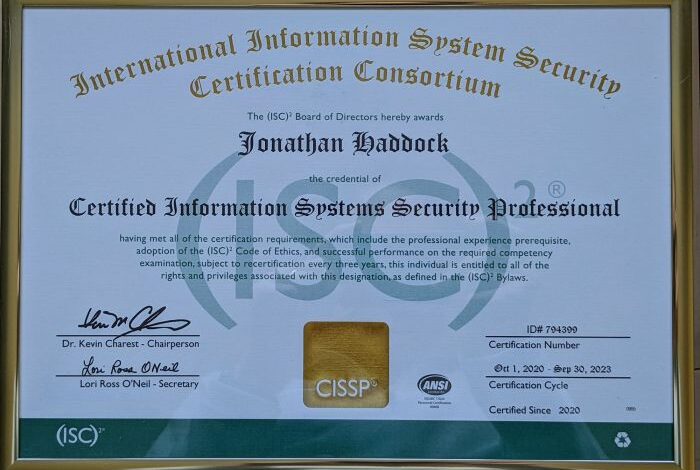 International Information System Security
Certification Consortium
The (ISC)² Board of Directors hereby awards
Jonathan Haddock
the credential of
(ISC)²®
Certified Information Systems Security Professional
having met all of the certification requirements, which include the professional experience prerequisite,
adoption of the (ISC)² Code of Ethics, and successful performance on the required competency
examination, subject to recertification every three years, this individual is entitled to all of the
rights and privileges associated with this designation, as defined in the (ISC)² Bylaws.
Dr. Kevin Charest - Chairperson
Lori Ross O'Neil
Lori Ross O'Neil - Secretary
CISSP®
ANSI
ID# 794399
Certification Number
Oct 1, 2020 - Sep 30, 2023
Certification Cycle
Certified Since 2020
(ISC)²®